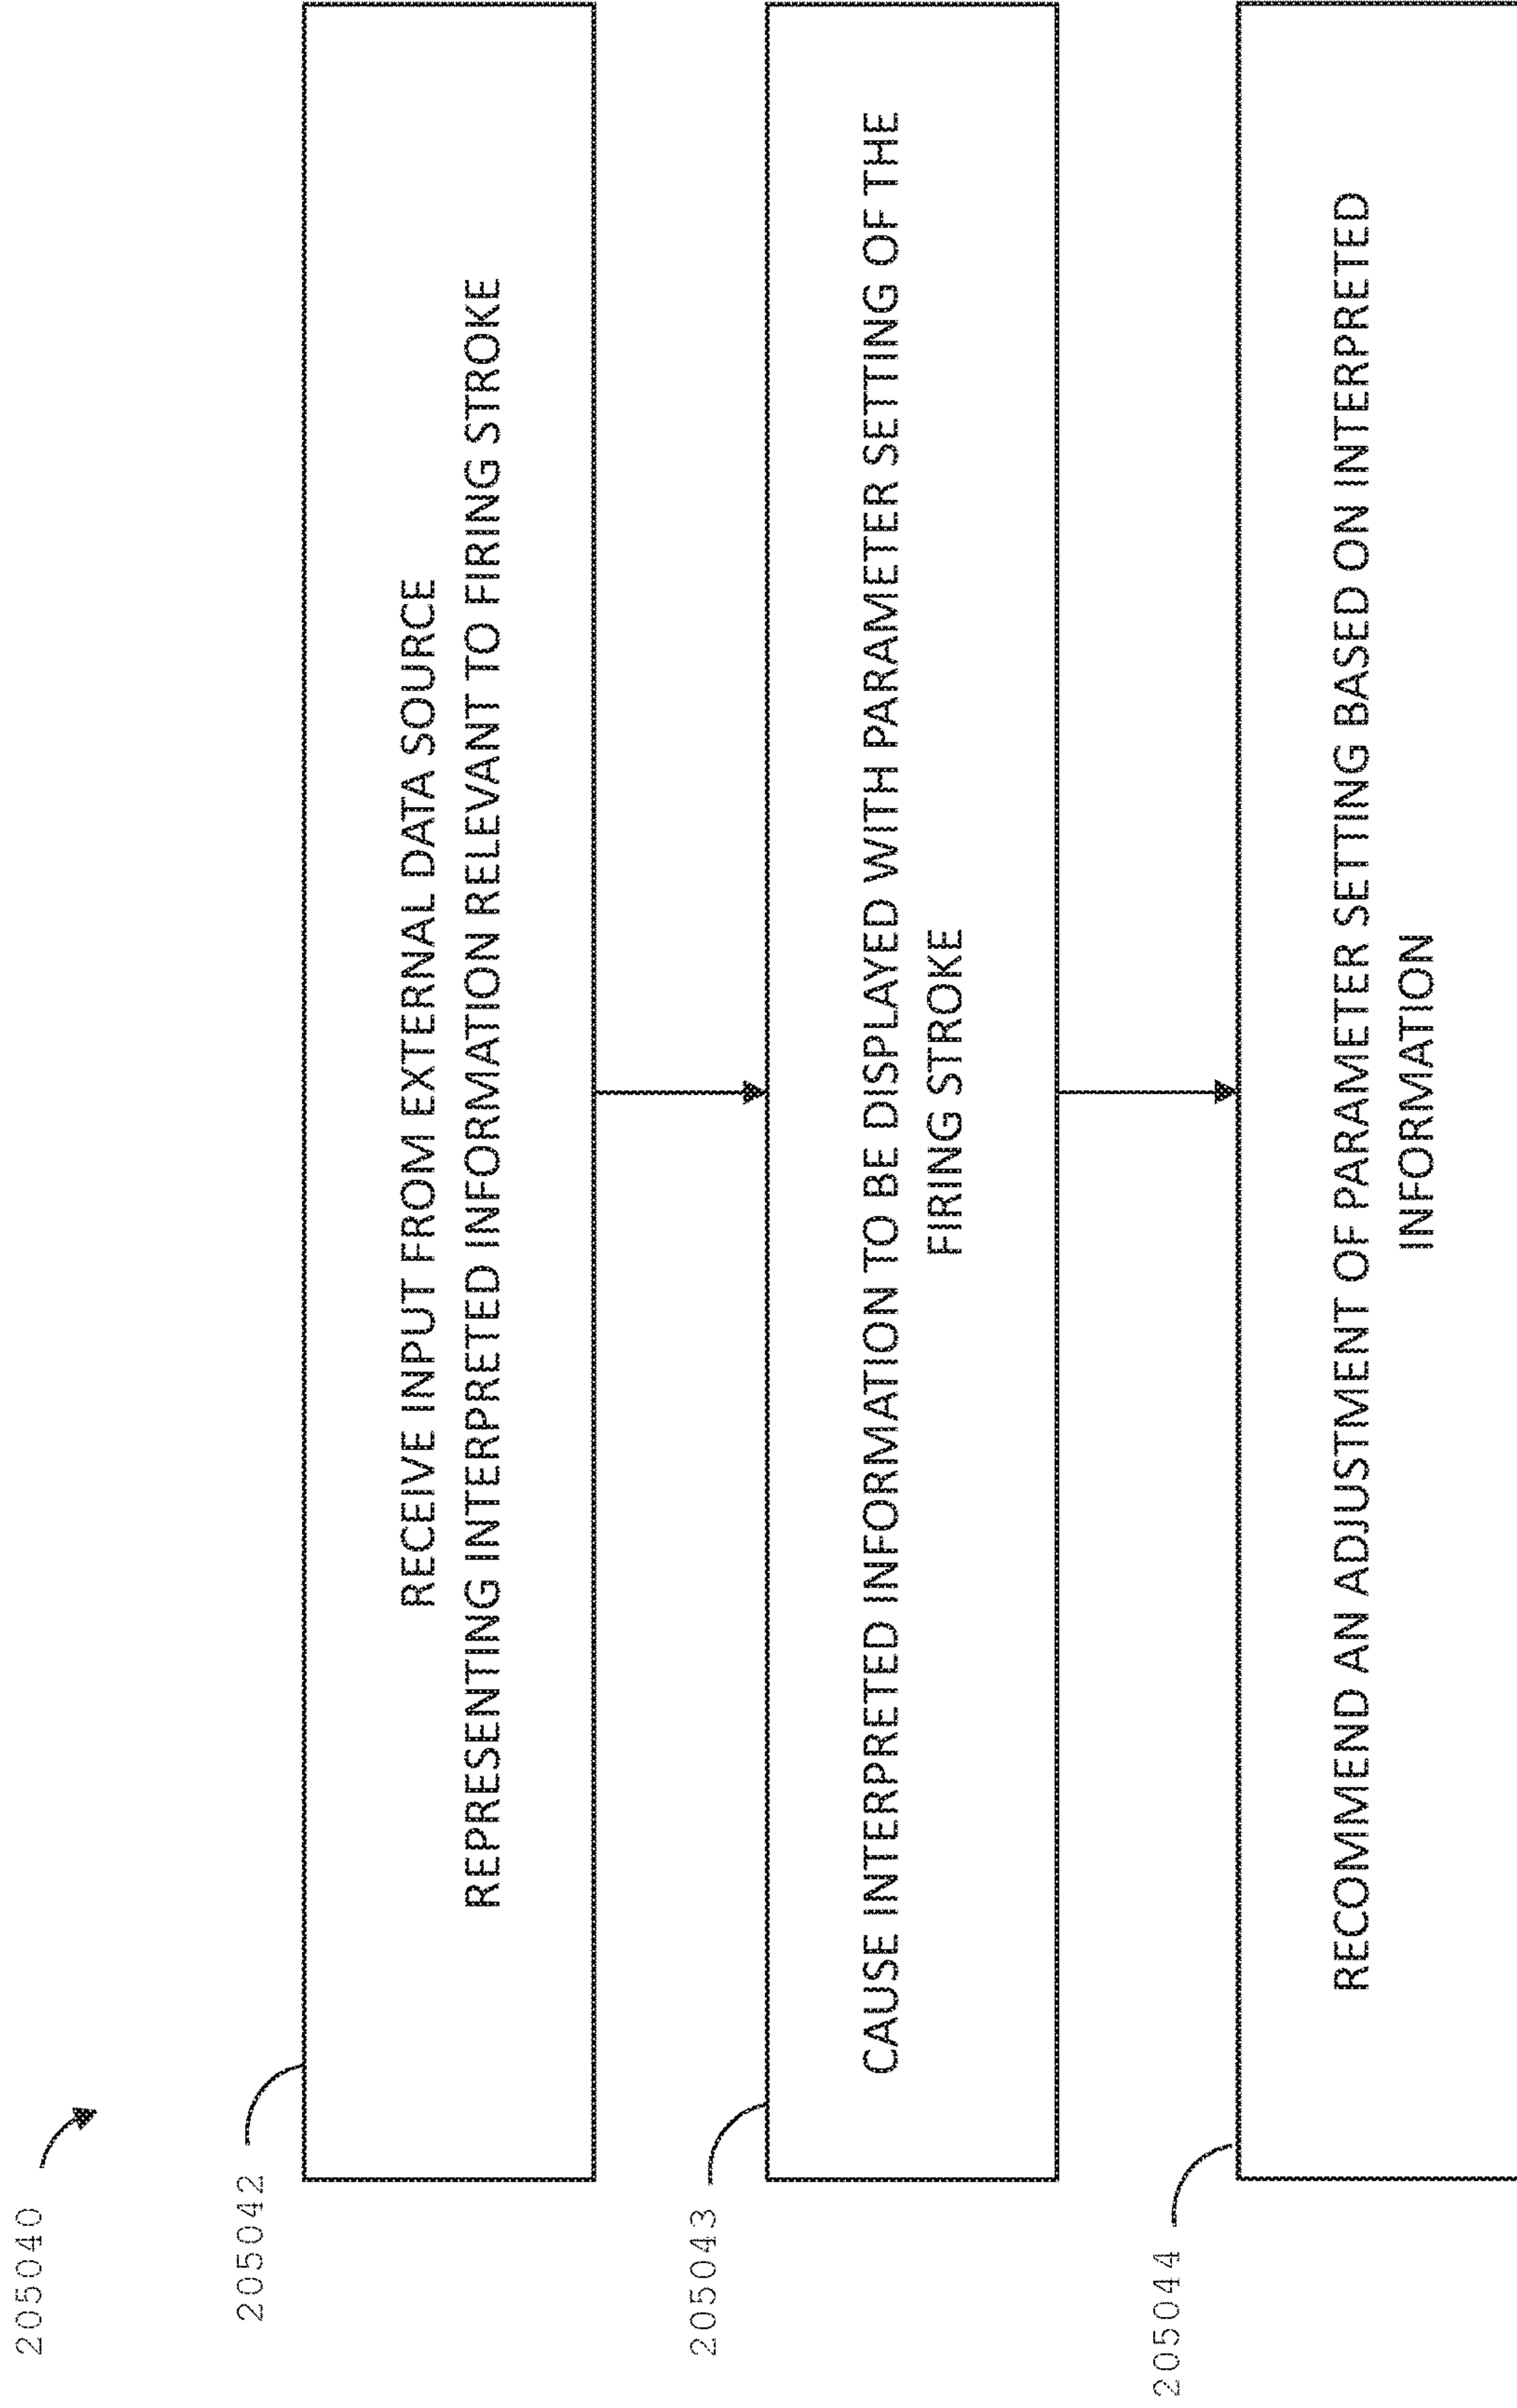 205040
205042
RECEIVE INPUT FROM EXTERNAL DATA SOURCE
REPRESENTING INTERPRETED INFORMATION RELEVANT TO FIRING STROKE
205043
CAUSE INTERPRETED INFORMATION TO BE DISPLAYED WITH PARAMETER SETTING OF THE
FIRING STROKE
205044
RECOMMEND AN ADJUSTMENT OF PARAMETER SETTING BASED ON INTERPRETED
INFORMATION